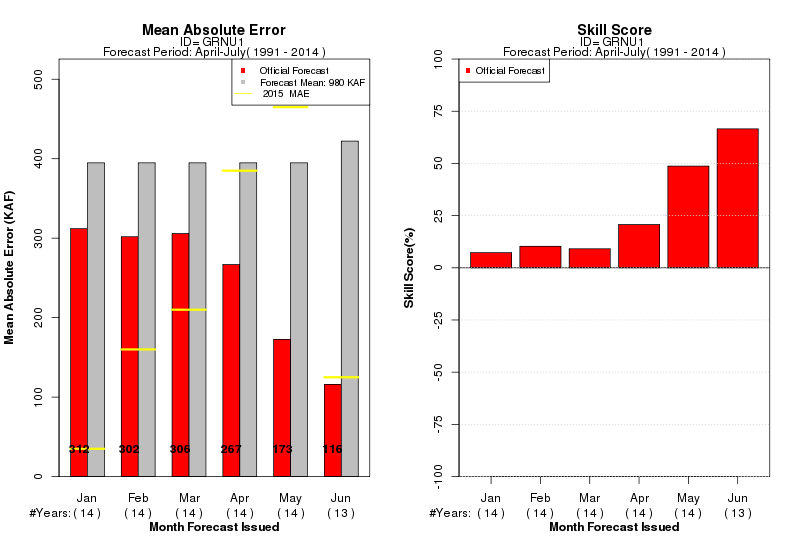 Mean Absolute Error
ID= GRNU1
Forecast Period: April-July( 1991 - 2014 )
Official Forecast
Forecast Mean: 980 KAF
2015 MAE
Mean Absolute Error (KAF)
500
400
300
200
100
0
312 302 306 267 173 116
Jan Feb Mar Apr May Jun
#Years: ( 14 ) ( 14 ) ( 14 ) ( 14 ) ( 14 ) ( 13 )
Month Forecast Issued
Skill Score
ID= GRNU1
Forecast Period: April-July( 1991 - 2014 )
Official Forecast
Skill Score(%)
100
75
50
25
0
-25
-50
-75
-100
Jan Feb Mar Apr May Jun
#Years: ( 14 ) ( 14 ) ( 14 ) ( 14 ) ( 14 ) ( 13 )
Month Forecast Issued